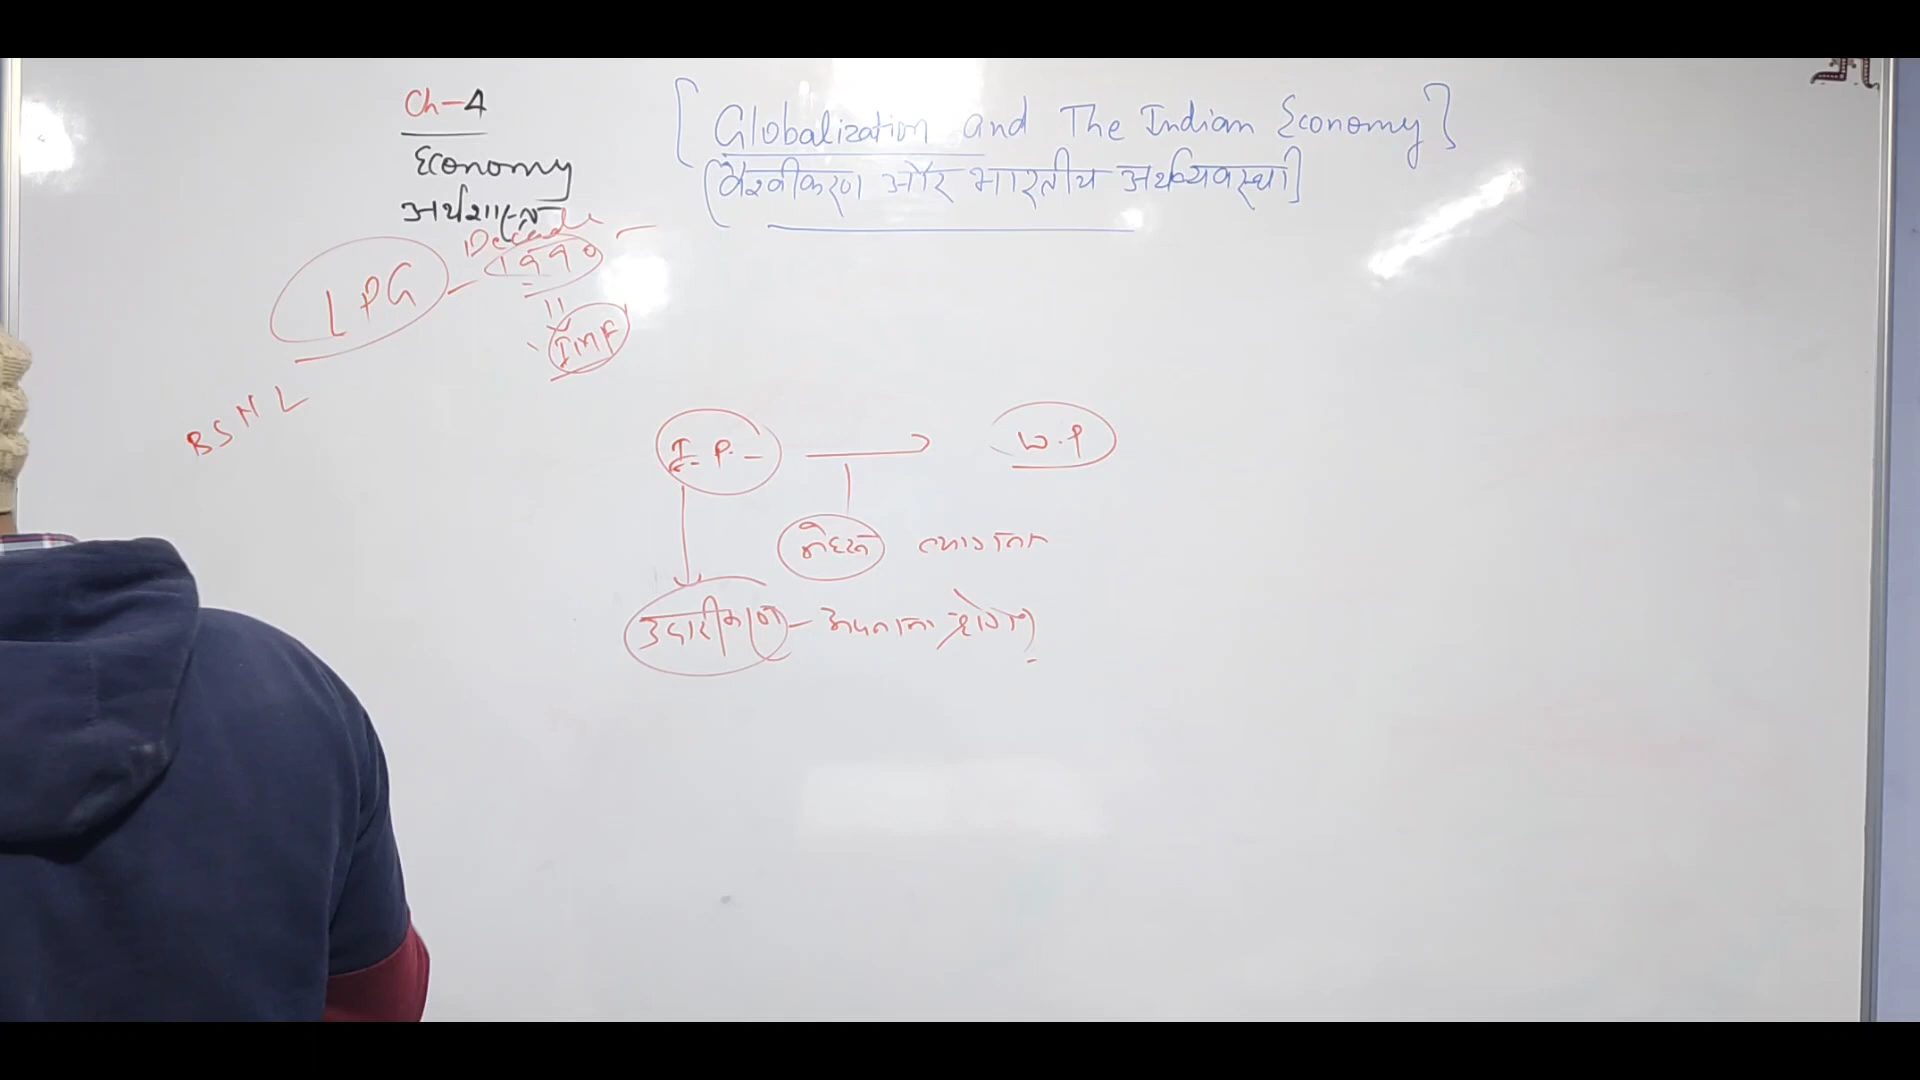 Ch-4
Economy
अर्थशास्त्र
[Globalization and The Indian Economy]
(वैश्वीकरण और भारतीय अर्थव्यवस्था]
LPG - Decade 1990 -
IMF
BSNL
I.P. - W.P
उदारीकरण - अपनाना होगा